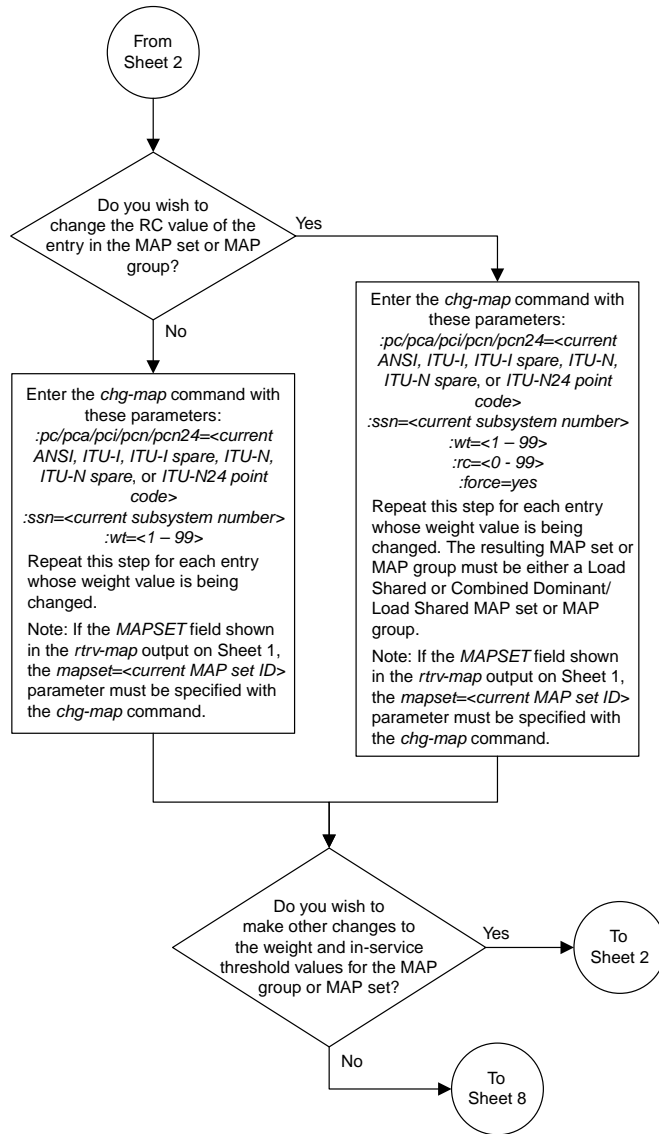 From
Sheet 2
Do you wish to
change the RC value of the
entry in the MAP set or MAP
group?
Yes
No
Enter the chg-map command with
these parameters:
:pc/pca/pci/pcn/pcn24=<current
ANSI, ITU-I, ITU-I spare, ITU-N,
ITU-N spare, or ITU-N24 point
code>
:ssn=<current subsystem number>
:wt=<1 – 99>
Repeat this step for each entry
whose weight value is being
changed.
Note: If the MAPSET field shown
in the rtrv-map output on Sheet 1,
the mapset=<current MAP set ID>
parameter must be specified with
the chg-map command.
Enter the chg-map command with
these parameters:
:pc/pca/pci/pcn/pcn24=<current
ANSI, ITU-I, ITU-I spare, ITU-N,
ITU-N spare, or ITU-N24 point
code>
:ssn=<current subsystem number>
:wt=<1 – 99>
:rc=<0 - 99>
:force=yes
Repeat this step for each entry
whose weight value is being
changed. The resulting MAP set or
MAP group must be either a Load
Shared or Combined Dominant/
Load Shared MAP set or MAP
group.
Note: If the MAPSET field shown
in the rtrv-map output on Sheet 1,
the mapset=<current MAP set ID>
parameter must be specified with
the chg-map command.
Do you wish to
make other changes to
the weight and in-service
threshold values for the MAP
group or MAP set?
Yes
To
Sheet 2
No
To
Sheet 8